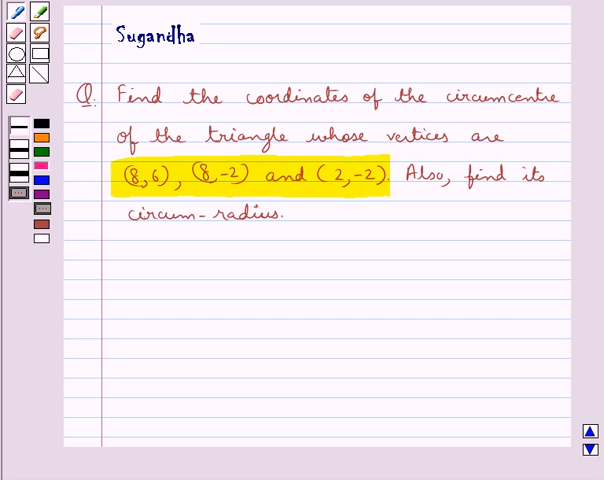 Sugandha
Q. Find the coordinates of the circumcentre
of the triangle whose vertices are
(8,6), (8,-2) and (2,-2). Also, find its
circum-radius.